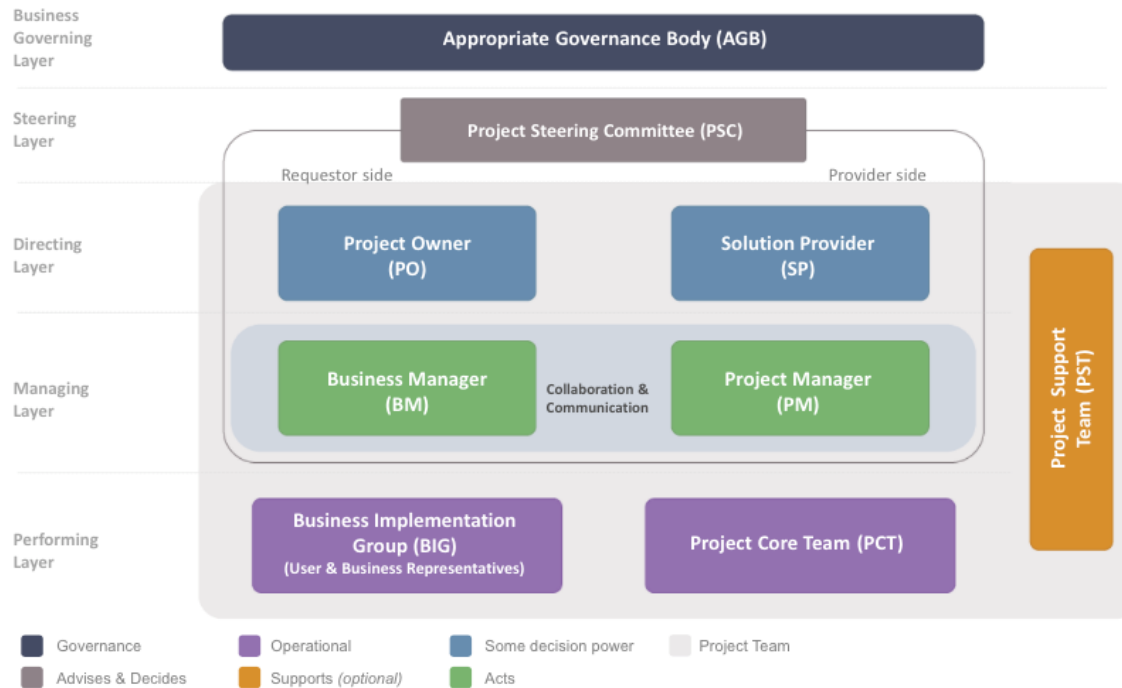 Business
Governing
Layer
Appropriate Governance Body (AGB)
Steering
Layer
Project Steering Committee (PSC)
Requestor side
Provider side
Directing
Layer
Project Owner
(PO)
Solution Provider
(SP)
Managing
Layer
Business Manager
(BM)
Collaboration &
Communication
Project Manager
(PM)
Project Support
Team (PST)
Performing
Layer
Business Implementation
Group (BIG)
(User & Business Representatives)
Project Core Team (PCT)
Governance
Operational
Some decision power
Project Team
Advises & Decides
Supports (optional)
Acts